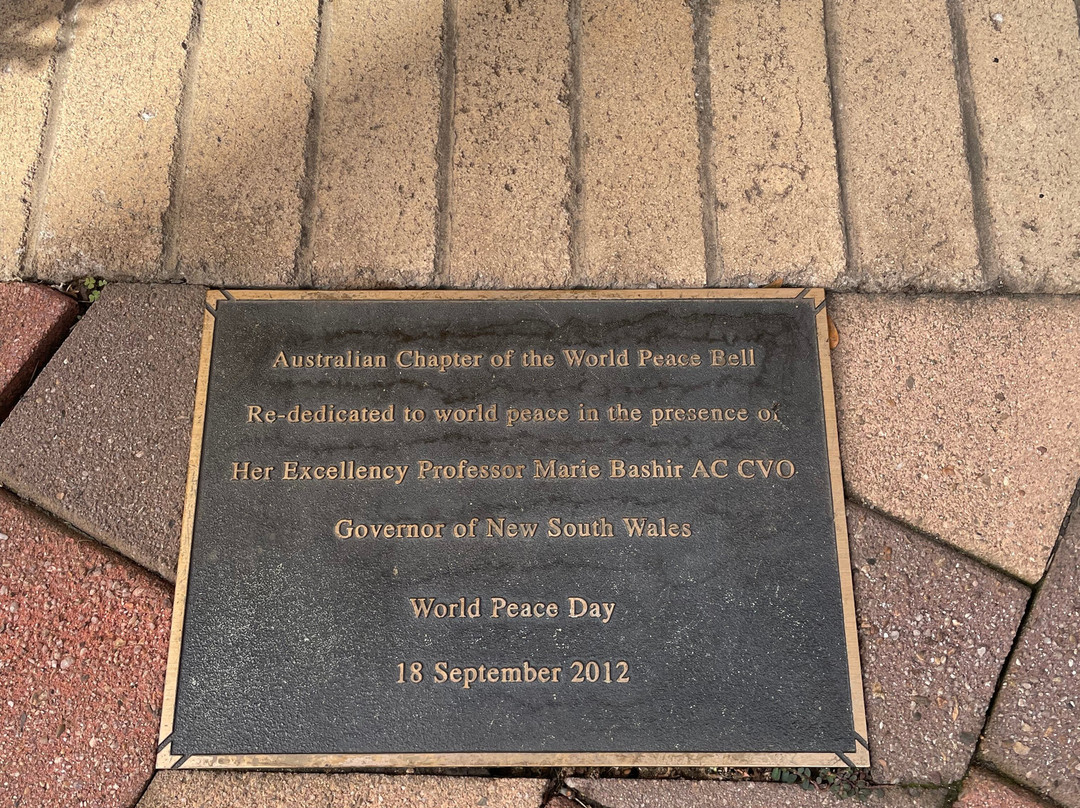 Australian Chapter of the World Peace Bell
Re-dedicated to world peace in the presence of
Her Excellency Professor Marie Bashir AC CVO
Governor of New South Wales
World Peace Day
18 September 2012